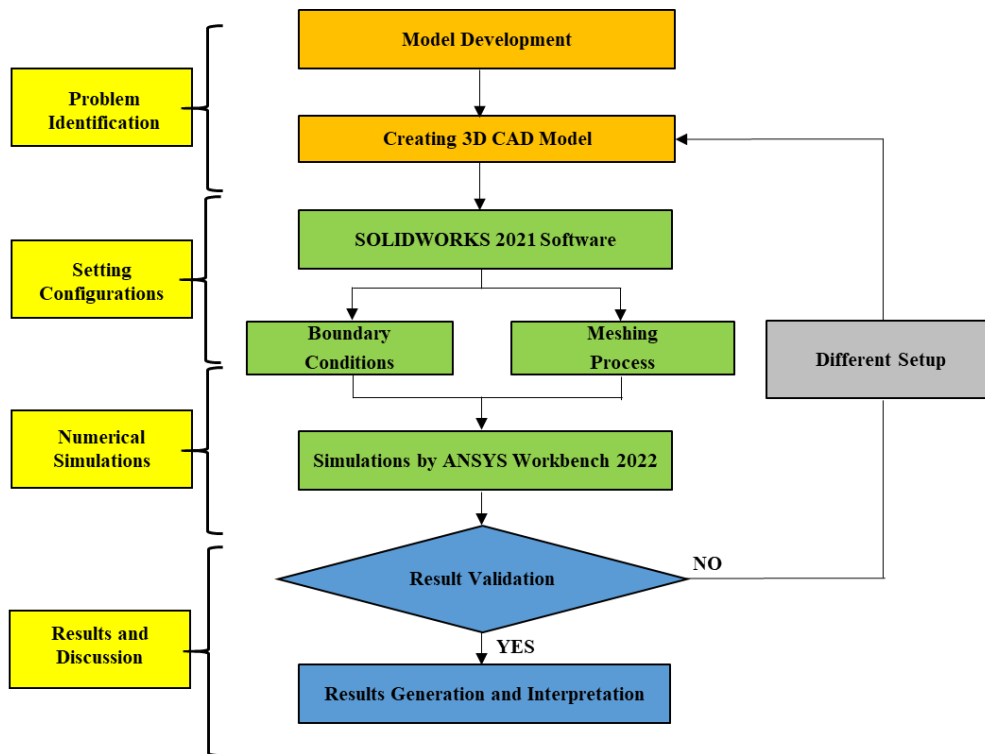 Model Development
Problem
Identification
Creating 3D CAD Model
SOLIDWORKS 2021 Software
Setting
Configurations
Boundary
Conditions
Meshing
Process
Different Setup
Numerical
Simulations
Simulations by ANSYS Workbench 2022
Result Validation
NO
Results and
Discussion
YES
Results Generation and Interpretation